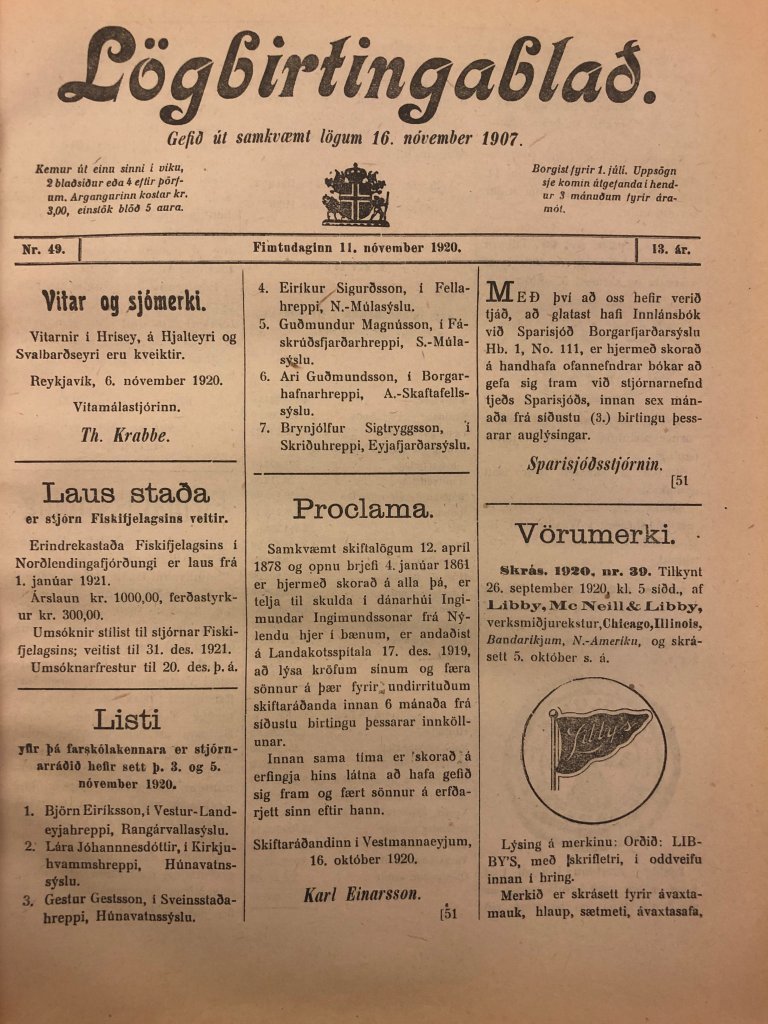 Lögbirtingablað.
Gefið út samkvæmt lögum 16. nóvember 1907.
Kemur út einu sinni í viku,
2 blaðsíður eða 4 eftir þörf-
um. Árgangurinn kostar kr.
3,00, einstök blöð 5 aura.
Borgist fyrir 1. júlí. Uppsögn
sje komin útgefanda í hend-
ur 3 mánuðum fyrir ára-
mót.
Nr. 49.
Fimtudaginn 11. nóvember 1920.
13. ár.
Vitar og sjómerki.
Vitarnir í Hrísey, á Hjalteyri og
Svalbarðseyri eru kveiktir.
Reykjavík, 6. nóvember 1920.
Vitamálastjórinn.
Th. Krabbe.
Laus staða
er stjórn Fiskifjelagsins veitir.
Erindrekastaða Fiskifjelagsins í
Norðlendingafjórðungi er laus frá
1. janúar 1921.
Árslaun kr. 1000,00, ferðastyrk-
ur kr. 300,00.
Umsóknir stílist til stjórnar Fiski-
fjelagsins; veitist til 31. des. 1921.
Umsóknarfrestur til 20. des. þ. á.
Listi
yfir þá farskólakennara er stjórn-
arráðið hefir sett þ. 3. og 5.
nóvember 1920.
1. Björn Eiríksson, í Vestur-Land-
eyjahreppi, Rangárvallasýslu.
2. Lára Jóhannnesdóttir, í Kirkju-
hvammshreppi, Húnavatns-
sýslu.
3. Gestur Gestsson, í Sveinsstaða-
hreppi, Húnavatnssýslu.
4. Eiríkur Sigurðsson, í Fella-
hreppi, N.-Múlasýslu.
5. Guðmundur Magnússon, í Fá-
skrúðsfjarðarhreppi, S.-Múla-
sýslu.
6. Ari Guðmundsson, í Borgar-
hafnarhreppi, A.-Skaftafells-
sýslu.
7. Brynjólfur Sigtryggsson, í
Skriðuhreppi, Eyjafjarðarsýslu.
Proclama.
Samkvæmt skiftalögum 12. apríl
1878 og opnu brjefi 4. janúar 1861
er hjermeð skorað á alla þá, er
telja til skulda í dánarhúi Ingi-
mundar Ingimundssonar frá Ný-
lendu hjer í bænum, er andaðist
á Landakotsspítala 17. des. 1919,
að lýsa kröfum sínum og færa
sönnur á þær fyrir undirrituðum
skiftaráðanda innan 6 mánaða frá
síðustu birtingu þessarar innköll-
unar.
Innan sama tíma er skorað á
erfingja hins látna að hafa gefið
sig fram og fært sönnur á erfða-
rjett sinn eftir hann.
Skiftaráðandinn í Vestmannaeyjum,
16. október 1920.
Karl Einarsson.
[51
MEÐ því að oss hefir verið
tjáð, að glatast hafi Innlánsbók
við Sparisjóð Borgarfjarðarsýslu
Hb. 1, No. 111, er hjermeð skorað
á handhafa ofannefndrar bókar að
gefa sig fram við stjórnarnefnd
tjeðs Sparisjóðs, innan sex mán-
aða frá síðustu (3.) birtingu þess-
arar auglýsingar.
Sparisjóðsstjórnin.
[51
Vörumerki.
Skrás. 1920, nr. 39. Tilkynt
26. september 1920, kl. 5 síðd., af
Libby, Mc Neill & Libby,
verksmiðjurekstur, Chicago, Illinois,
Bandaríkjum, N.-Ameríku, og skrá-
sett 5. október s. á.
Libby's
Lýsing á merkinu: Orðið: LIB-
BY'S, með skrifletri, í oddveifu
innan í hring.
Merkið er skrásett fyrir ávaxta-
mauk, hlaup, sætmeti, ávaxtasafa,